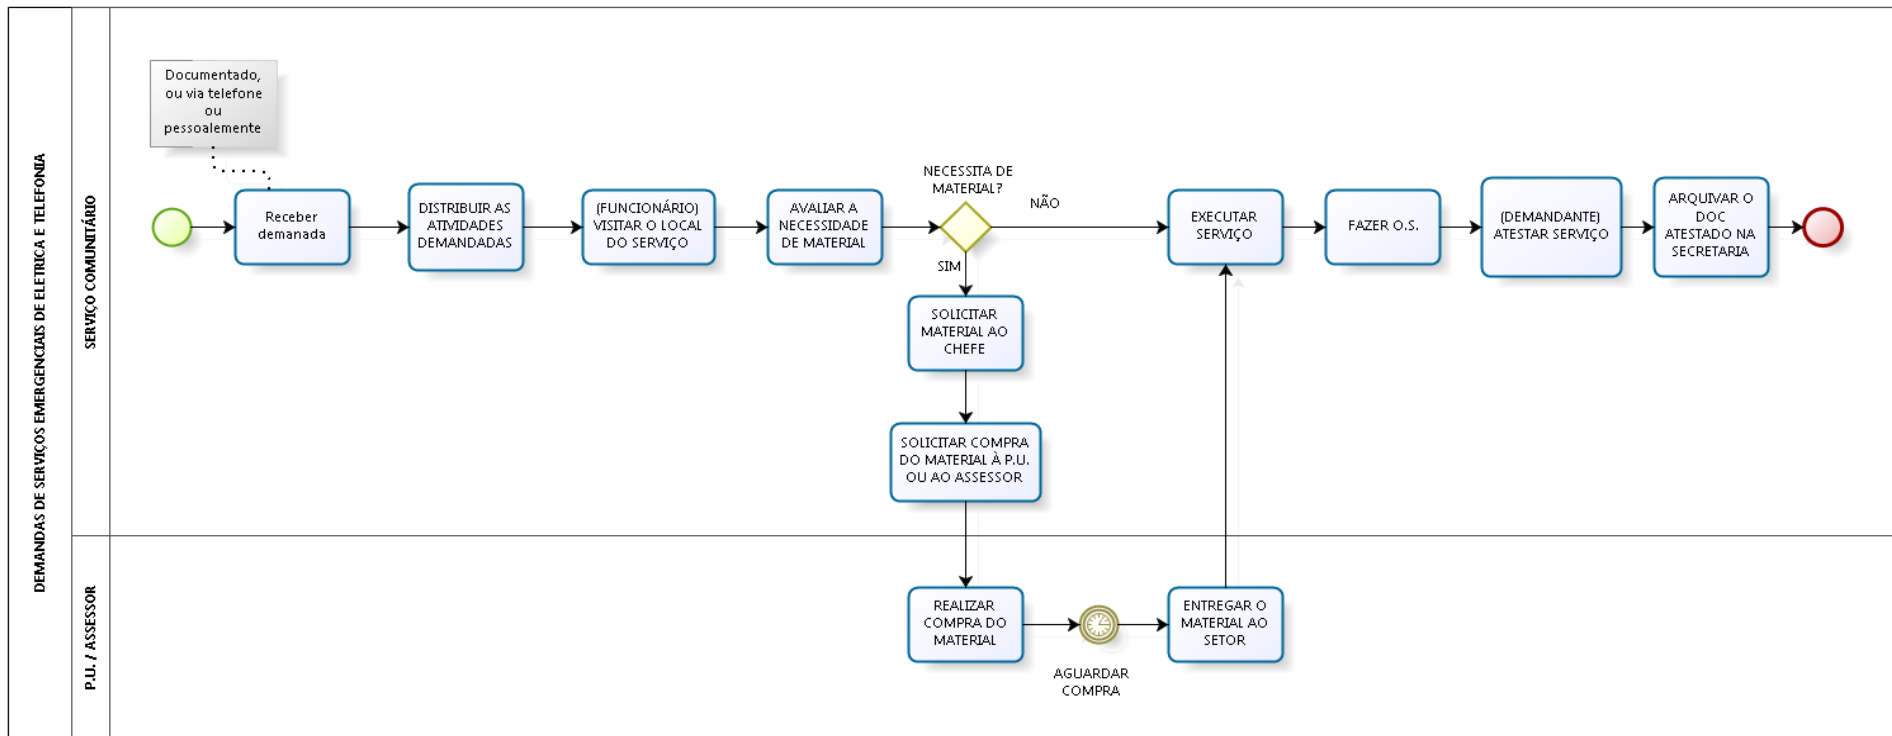 DEMANDAS DE SERVIÇOS EMERGENCIAIS DE ELETRICA E TELEFONIA
SERVIÇO COMUNITÁRIO
Documentado,
ou via telefone
ou
pessoalemente
Receber
demanada
DISTRIBUIR AS
ATIVIDADES
DEMANDADAS
(FUNCIONÁRIO)
VISITAR O LOCAL
DO SERVIÇO
AVALIAR A
NECESSIDADE
DE MATERIAL
NECESSITA DE
MATERIAL?
NÃO
SIM
EXECUTAR
SERVIÇO
FAZER O.S.
(DEMANDANTE)
ATESTAR SERVIÇO
ARQUIVAR O
DOC
ATESTADO NA
SECRETARIA
SOLICITAR
MATERIAL AO
CHEFE
SOLICITAR COMPRA
DO MATERIAL À P.U.
OU AO ASSESSOR
P.U. / ASSESSOR
REALIZAR
COMPRA DO
MATERIAL
AGUARDAR
COMPRA
ENTREGAR O
MATERIAL AO
SETOR